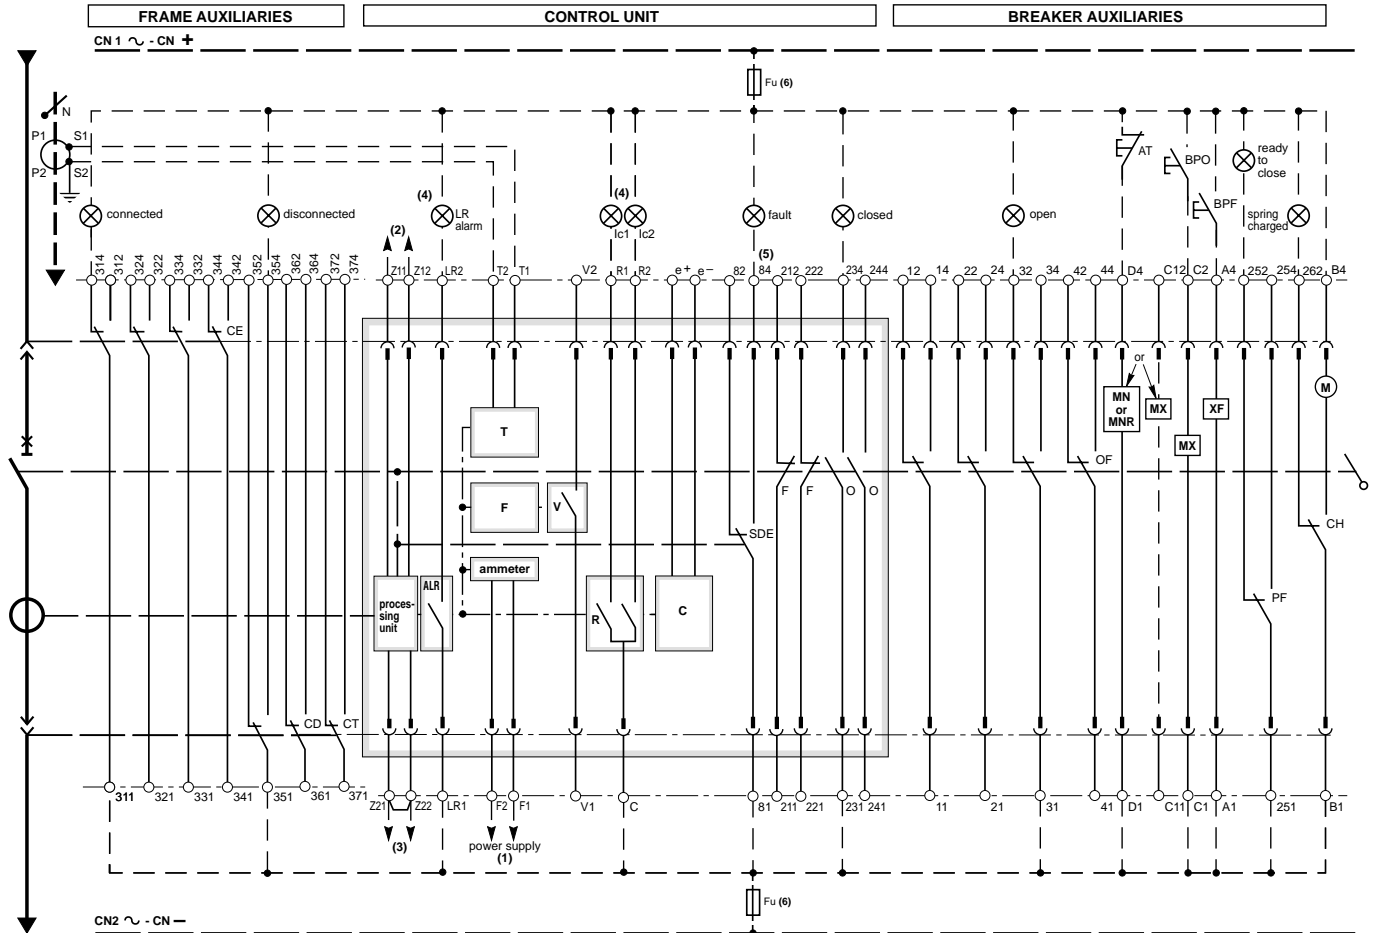 FRAME AUXILIARIES CONTROL UNIT BREAKER AUXILIARIES
CN 1 ∿ - CN +
Fu (6)
N
P1 S1
P2 S2
AT
BPO
BPF
ready
to
close
connected
disconnected
(4)
LR
alarm
(4)
Ic1 Ic2
fault
closed
open
spring
charged
(2)
(5)
314 312 324 322 334 332 344 342 352 354 362 364 372 374
Z11 Z12 LR2 T2 T1 V2 R1 R2 e+ e− 82 84 212 222 234 244
12 14 22 24 32 34 42 44 D4 C12 C2 A4 252 254 262 B4
CE
or
MN
or
MNR
MX
MX
XF
M
T
F
V
F F O O
OF
SDE
CH
ammeter
proces-
sing
unit
ALR
R
C
PF
CD CT
311 321 331 341 351 361 371
Z21 Z22 LR1 F2 F1 V1 C 81 211 221 231 241
11 21 31 41 D1 C11 C1 A1 251 B1
(3)
power supply
(1)
Fu (6)
CN2 ∿ - CN −